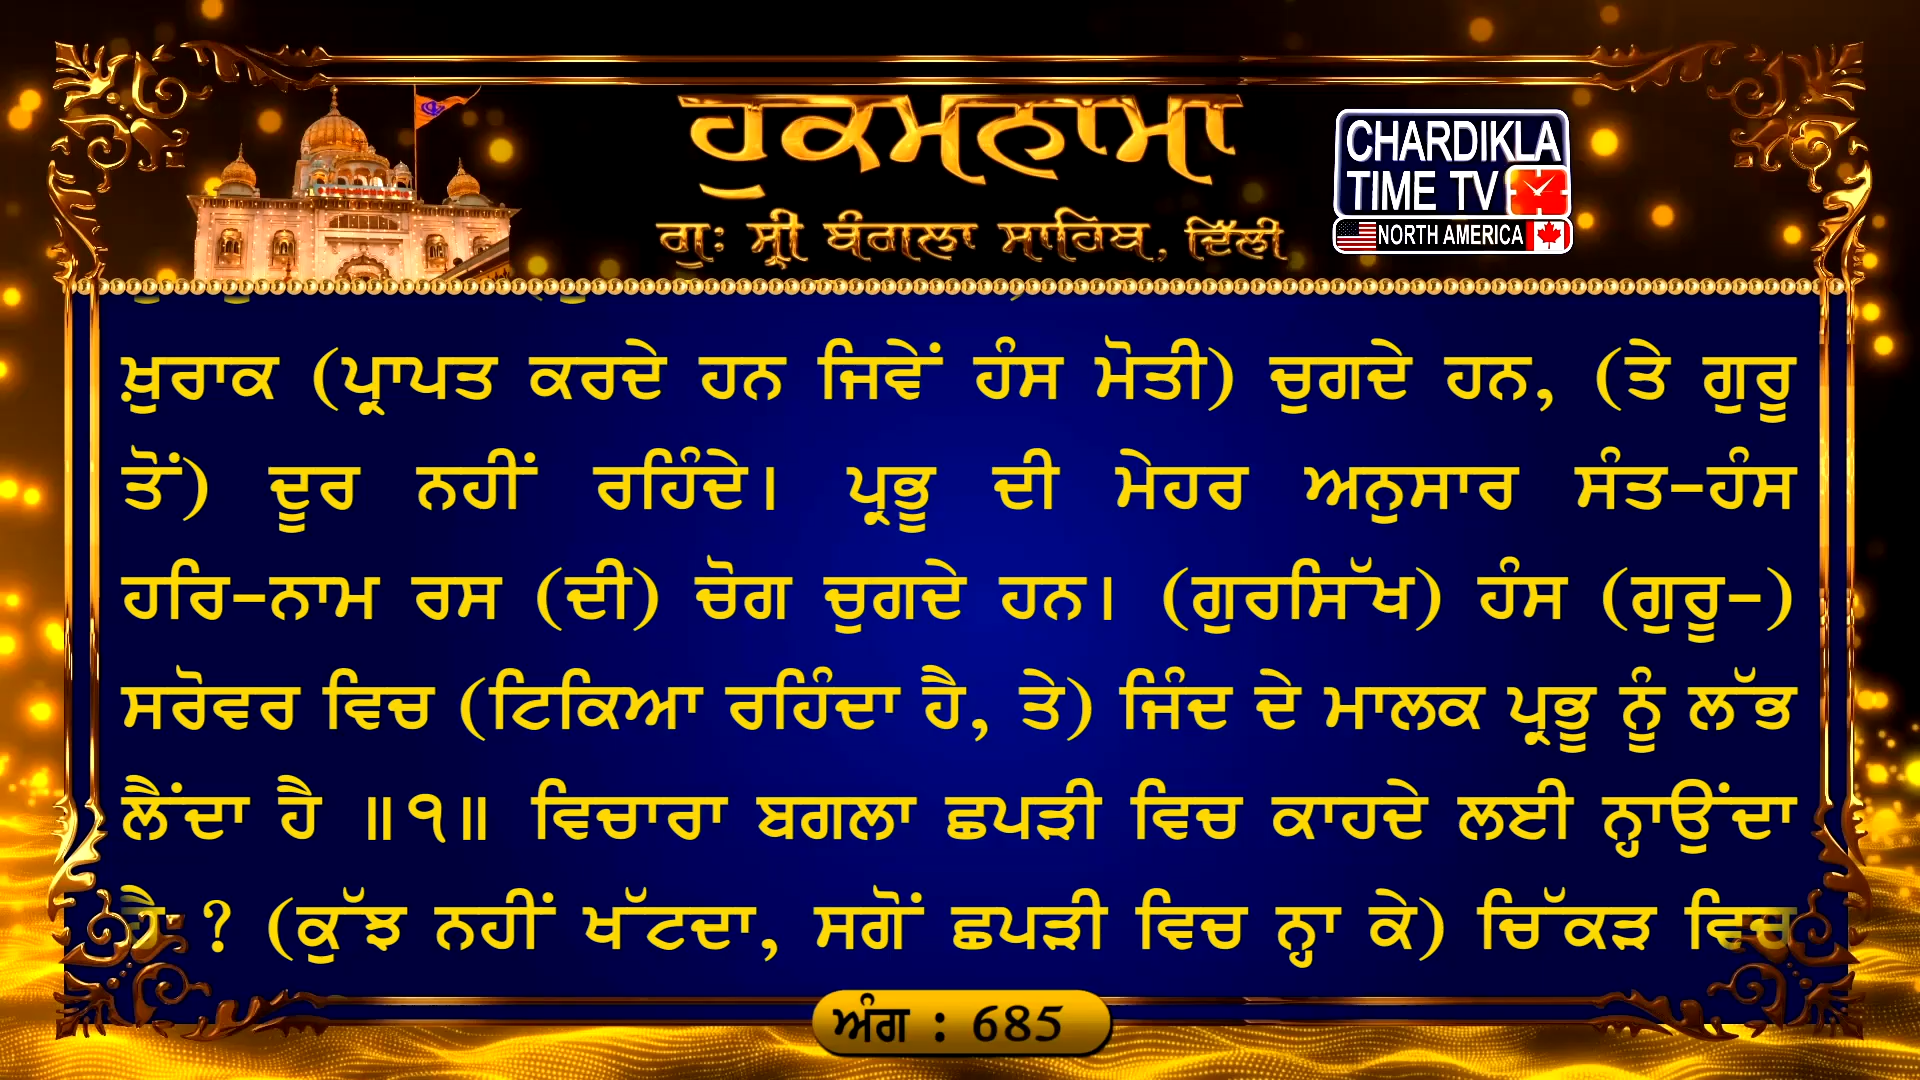 ਹੁਕਮਨਾਮਾ
ਗੁਃ ਸ੍ਰੀ ਬੰਗਲਾ ਸਾਹਿਬ, ਦਿੱਲੀ
CHARDIKLA
TIME TV
NORTH AMERICA
ਖ਼ੁਰਾਕ (ਪ੍ਰਾਪਤ ਕਰਦੇ ਹਨ ਜਿਵੇਂ ਹੰਸ ਮੋਤੀ) ਚੁਗਦੇ ਹਨ, (ਤੇ ਗੁਰੂ
ਤੋਂ) ਦੂਰ ਨਹੀਂ ਰਹਿੰਦੇ। ਪ੍ਰਭੂ ਦੀ ਮੇਹਰ ਅਨੁਸਾਰ ਸੰਤ-ਹੰਸ
ਹਰਿ-ਨਾਮ ਰਸ (ਦੀ) ਚੋਗ ਚੁਗਦੇ ਹਨ। (ਗੁਰਸਿੱਖ) ਹੰਸ (ਗੁਰੂ-)
ਸਰੋਵਰ ਵਿਚ (ਟਿਕਿਆ ਰਹਿੰਦਾ ਹੈ, ਤੇ) ਜਿੰਦ ਦੇ ਮਾਲਕ ਪ੍ਰਭੂ ਨੂੰ ਲੱਭ
ਲੈਂਦਾ ਹੈ ॥੧॥ ਵਿਚਾਰਾ ਬਗਲਾ ਛਪੜੀ ਵਿਚ ਕਾਹਦੇ ਲਈ ਨ੍ਹਾਉਂਦਾ
ਹੈ ? (ਕੁੱਝ ਨਹੀਂ ਖੱਟਦਾ, ਸਗੋਂ ਛਪੜੀ ਵਿਚ ਨ੍ਹਾ ਕੇ) ਚਿੱਕੜ ਵਿਚ
ਅੰਗ : 685